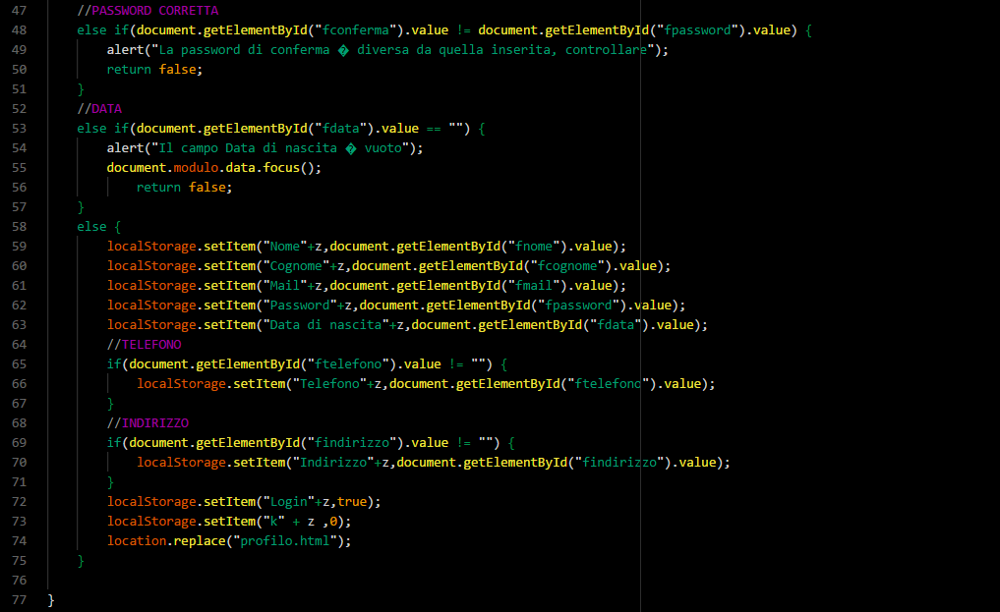 47 //PASSWORD CORRETTA
48 else if(document.getElementById("fconferma").value != document.getElementById("fpassword").value) {
49 alert("La password di conferma � diversa da quella inserita, controllare");
50 return false;
51 }
52 //DATA
53 else if(document.getElementById("fdata").value == "") {
54 alert("Il campo Data di nascita � vuoto");
55 document.modulo.data.focus();
56 return false;
57 }
58 else {
59 localStorage.setItem("Nome"+z,document.getElementById("fnome").value);
60 localStorage.setItem("Cognome"+z,document.getElementById("fcognome").value);
61 localStorage.setItem("Mail"+z,document.getElementById("fmail").value);
62 localStorage.setItem("Password"+z,document.getElementById("fpassword").value);
63 localStorage.setItem("Data di nascita"+z,document.getElementById("fdata").value);
64 //TELEFONO
65 if(document.getElementById("ftelefono").value != "") {
66 localStorage.setItem("Telefono"+z,document.getElementById("ftelefono").value);
67 }
68 //INDIRIZZO
69 if(document.getElementById("findirizzo").value != "") {
70 localStorage.setItem("Indirizzo"+z,document.getElementById("findirizzo").value);
71 }
72 localStorage.setItem("Login"+z,true);
73 localStorage.setItem("k" + z ,0);
74 location.replace("profilo.html");
75 }
76
77 }